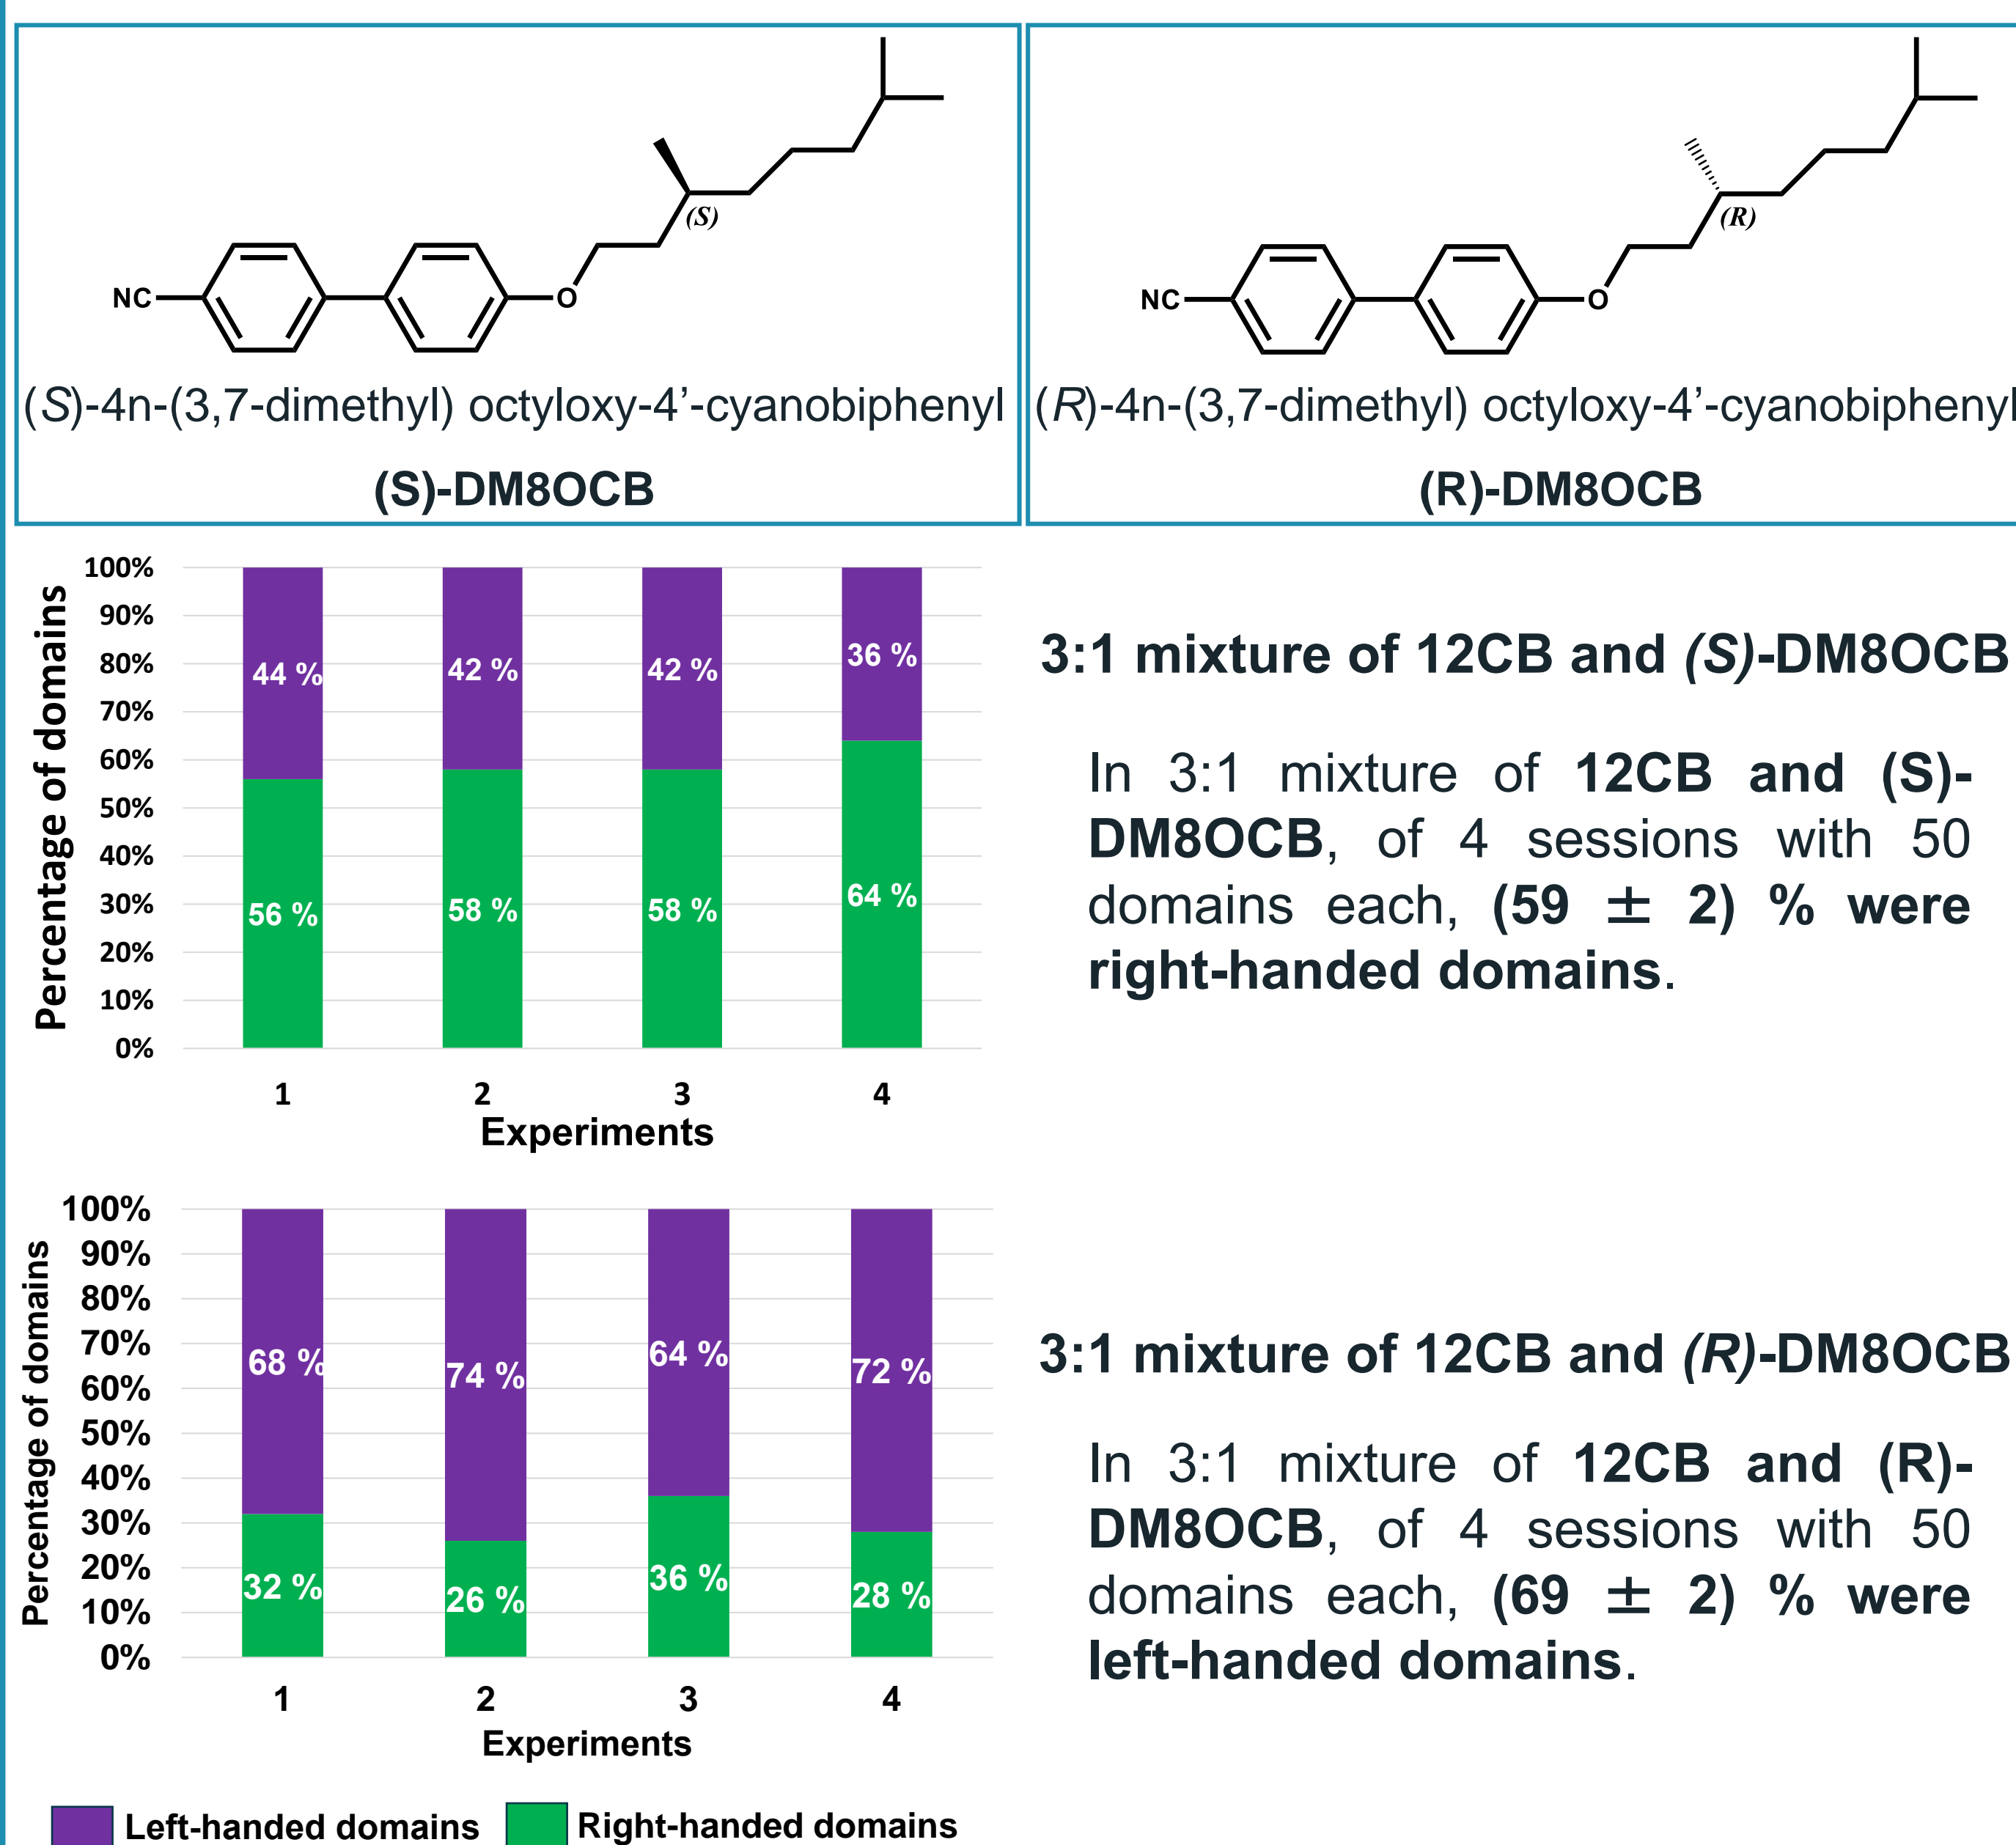 (S)
NC
O
(S)-4n-(3,7-dimethyl) octyloxy-4’-cyanobiphenyl
(S)-DM8OCB
(R)
NC
O
(R)-4n-(3,7-dimethyl) octyloxy-4’-cyanobiphenyl
(R)-DM8OCB
Percentage of domains
100%
90%
80%
70%
60%
50%
40%
30%
20%
10%
0%
44 %
42 %
42 %
36 %
56 %
58 %
58 %
64 %
1 2 3 4
Experiments
3:1 mixture of 12CB and (S)-DM8OCB
In 3:1 mixture of 12CB and (S)-
DM8OCB, of 4 sessions with 50
domains each, (59 ± 2) % were
right-handed domains.
Percentage of domains
100%
90%
80%
70%
60%
50%
40%
30%
20%
10%
0%
68 %
74 %
64 %
72 %
32 %
26 %
36 %
28 %
1 2 3 4
Experiments
3:1 mixture of 12CB and (R)-DM8OCB
In 3:1 mixture of 12CB and (R)-
DM8OCB, of 4 sessions with 50
domains each, (69 ± 2) % were
left-handed domains.
Left-handed domains Right-handed domains